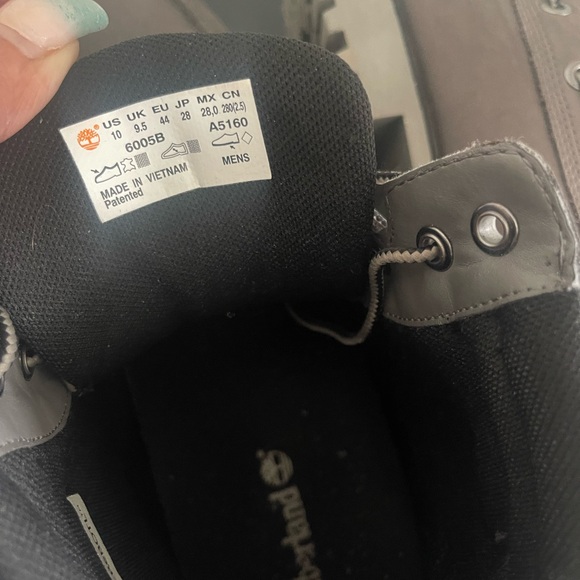 US UK EU JP MX CN
10 9.5 44 28 28,0 280(2.5)
6005B A5160
MENS
MADE IN VIETNAM
Patented